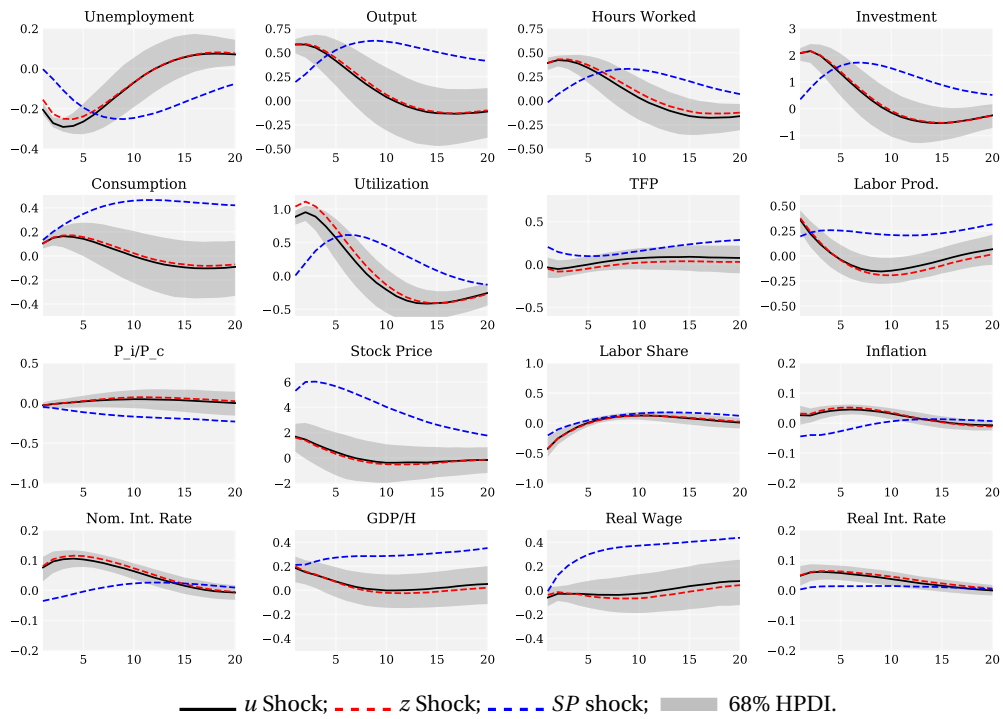 Unemployment Output Hours Worked Investment
0.2 0.0 −0.2 −0.4 5 10 15 20
0.75 0.50 0.25 0.00 −0.25 −0.50 5 10 15 20
0.75 0.50 0.25 0.00 −0.25 −0.50 5 10 15 20
3 2 1 0 −1 5 10 15 20
Consumption Utilization TFP Labor Prod.
0.4 0.2 0.0 −0.2 −0.4 5 10 15 20
1.0 0.5 0.0 −0.5 5 10 15 20
0.5 0.0 −0.5 5 10 15 20
0.50 0.25 0.00 −0.25 −0.50 5 10 15 20
P_i/P_c Stock Price Labor Share Inflation
0.5 0.0 −0.5 −1.0 5 10 15 20
6 4 2 0 −2 5 10 15 20
1.0 0.5 0.0 −0.5 −1.0 5 10 15 20
0.2 0.1 0.0 −0.1 −0.2 5 10 15 20
Nom. Int. Rate GDP/H Real Wage Real Int. Rate
0.2 0.1 0.0 −0.1 −0.2 5 10 15 20
0.4 0.2 0.0 −0.2 −0.4 5 10 15 20
0.4 0.2 0.0 −0.2 −0.4 5 10 15 20
0.2 0.1 0.0 −0.1 −0.2 5 10 15 20
u Shock; z Shock; SP shock; 68% HPDI.